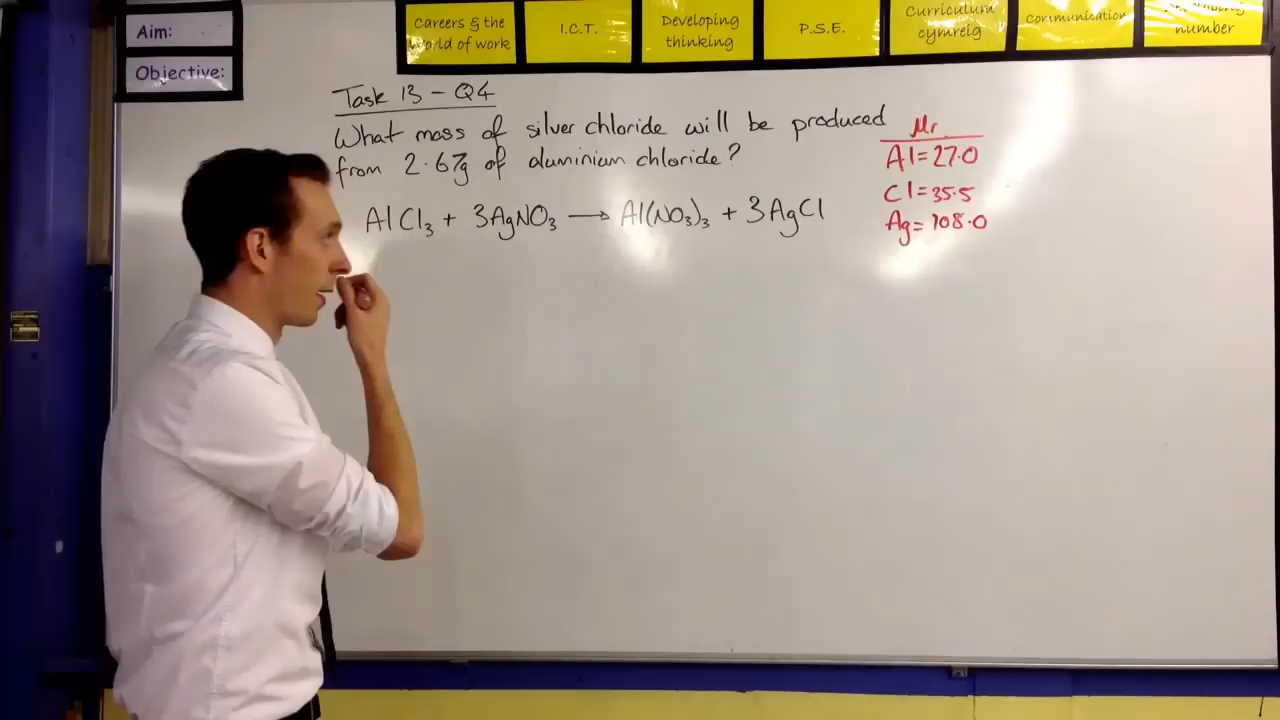 Aim:
Objective:
Careers & the
world of work
I.C.T.
Developing
thinking
P.S.E.
Curriculum
cymreig
Communication
number
Task 13 - Q4
What mass of silver chloride will be produced
from 2.67g of aluminium chloride?
AlCl₃ + 3AgNO₃ → Al(NO₃)₃ + 3AgCl
Mr
Al=27.0
Cl=35.5
Ag=108.0